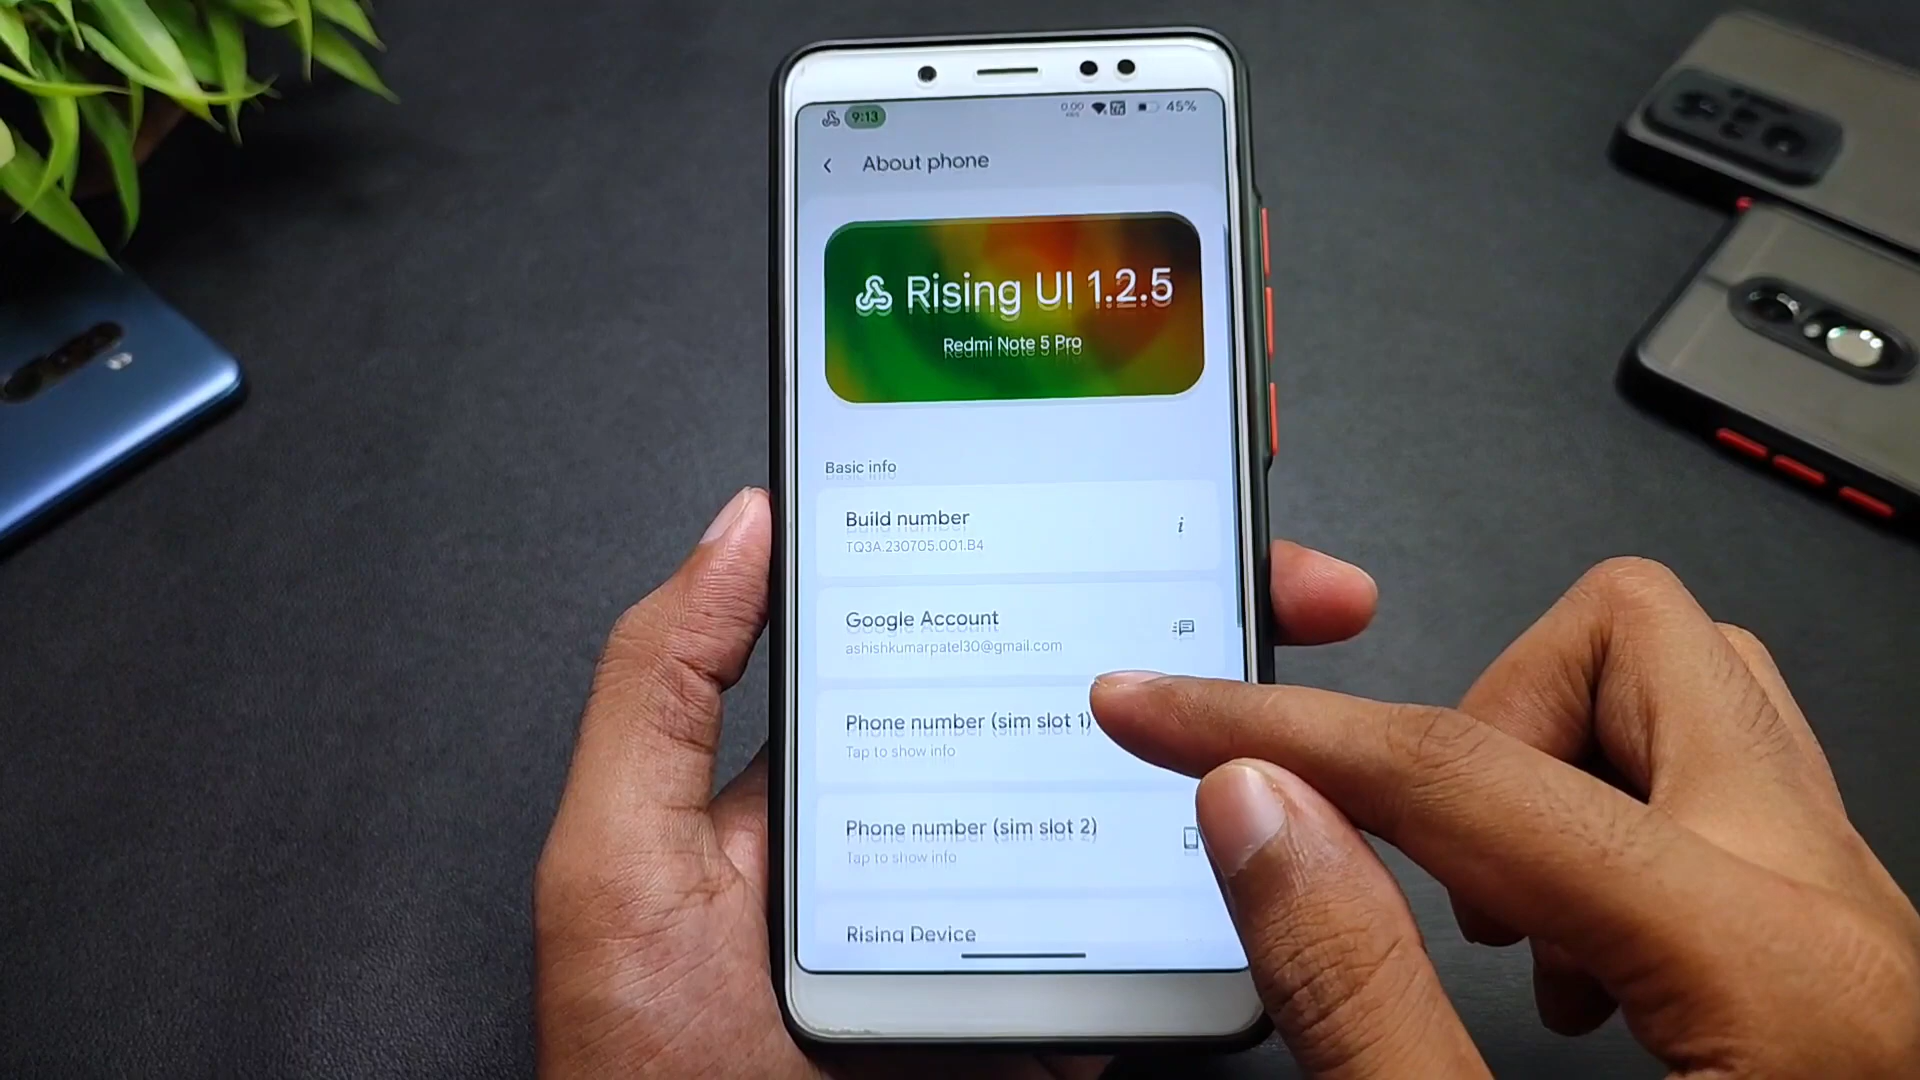 9:13
0.00
45%
About phone
Rising UI 1.2.5
Redmi Note 5 Pro
Basic info
Build number
TQ3A.230705.001.B4
Google Account
ashishkumarpatel30@gmail.com
Phone number (sim slot 1)
Tap to show info
Phone number (sim slot 2)
Tap to show info
Rising Device